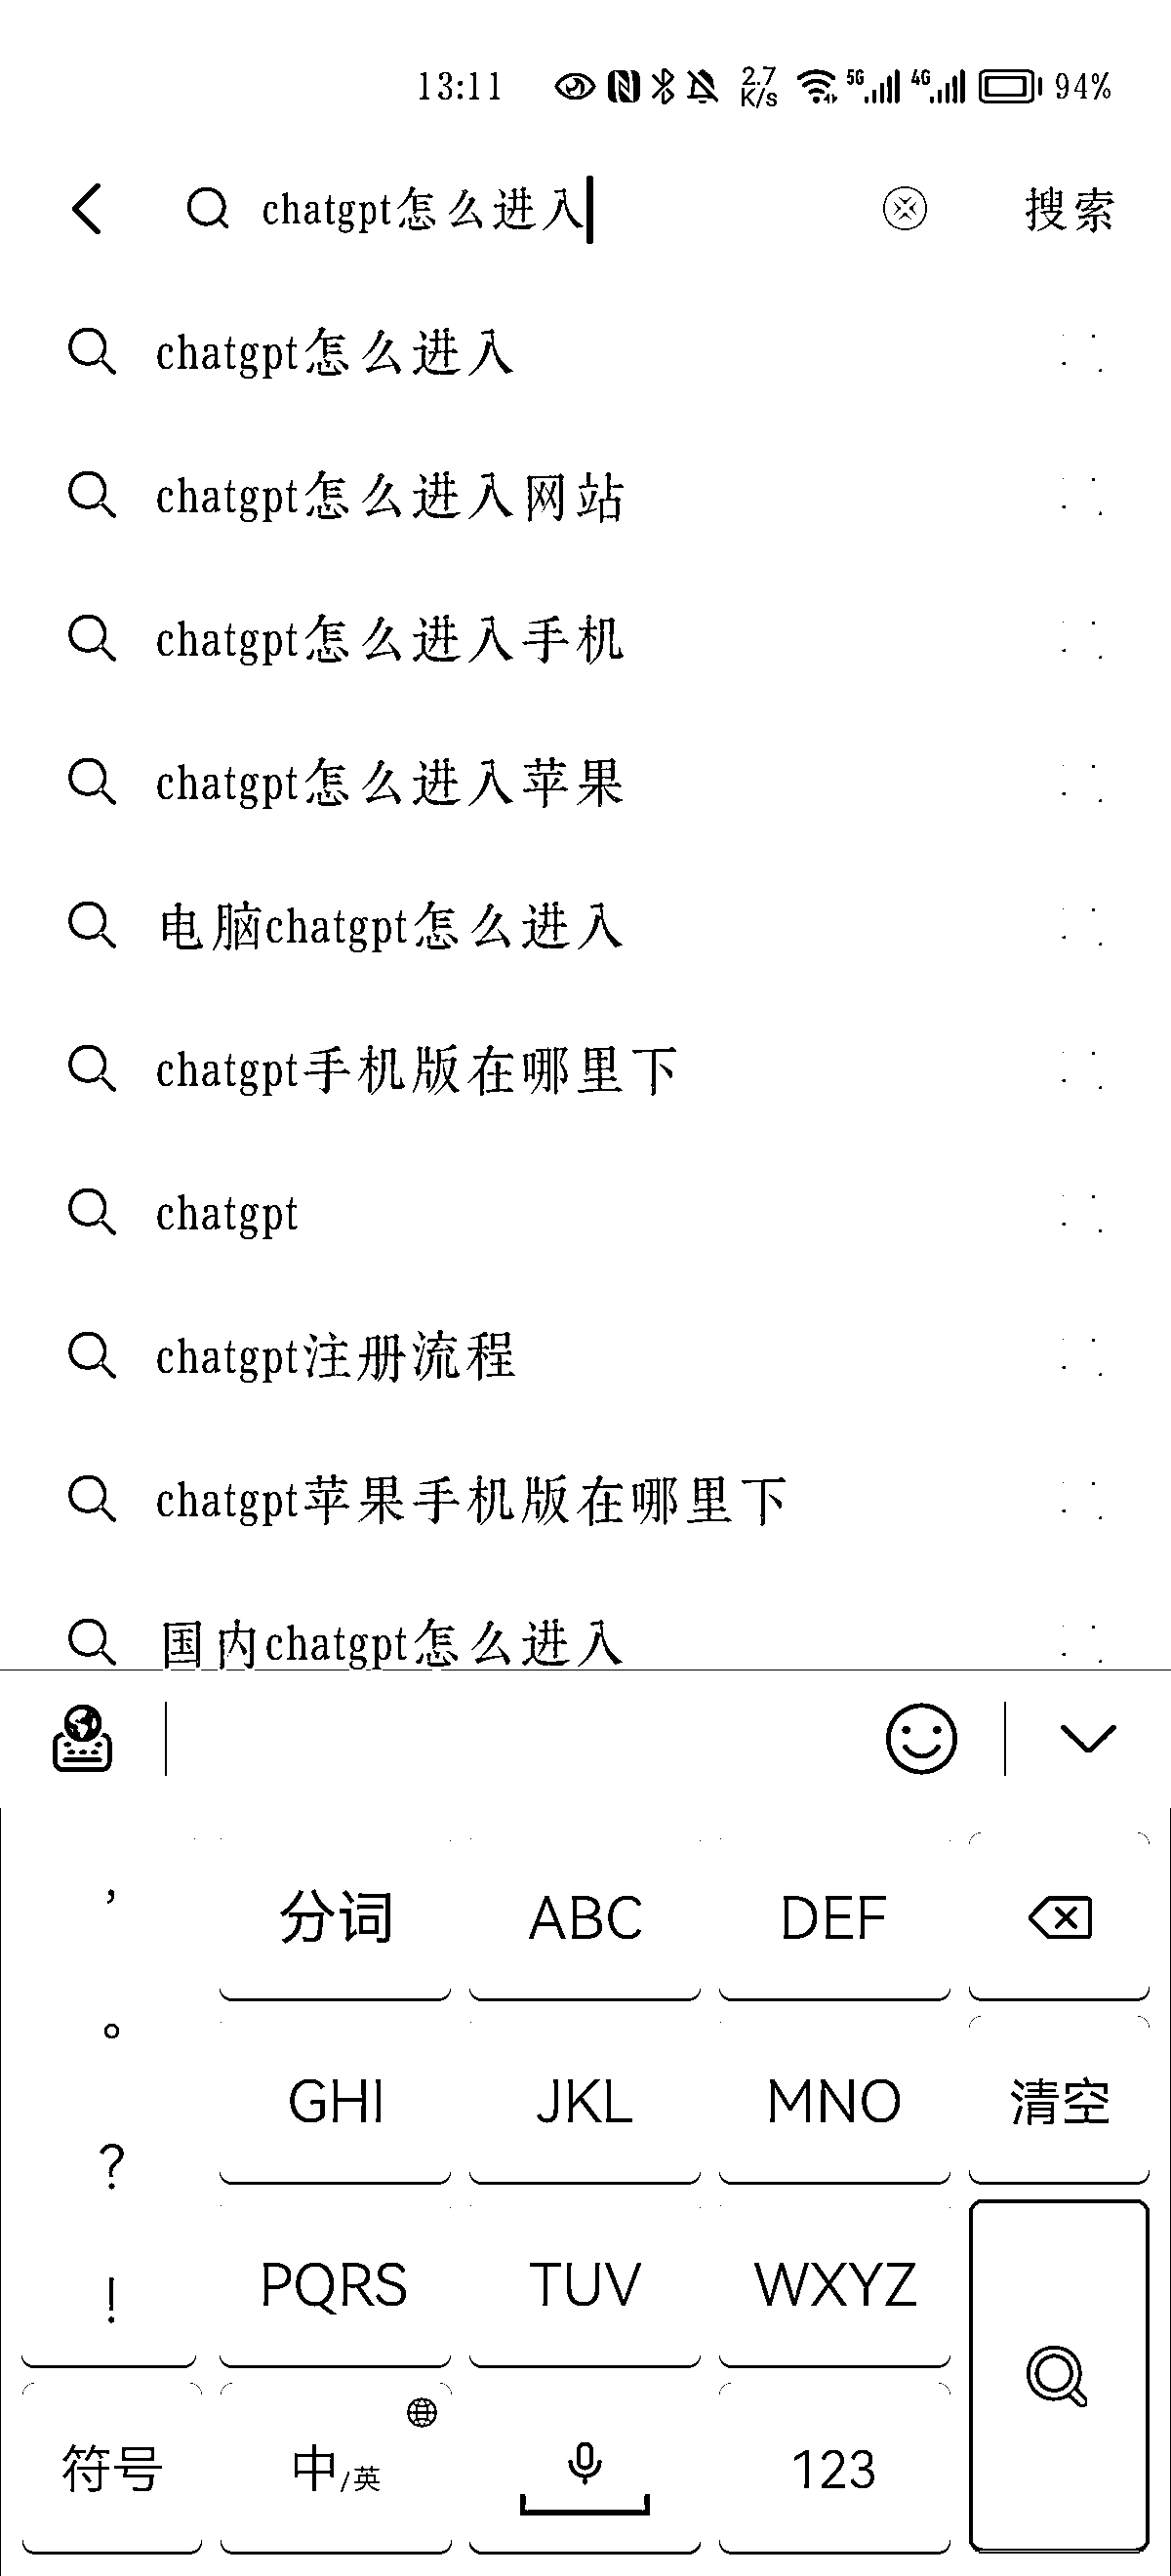 13:11 2.7 K/s 5G 4G 94%
chatgpt怎么进入 搜索
chatgpt怎么进入
chatgpt怎么进入网站
chatgpt怎么进入手机
chatgpt怎么进入苹果
电脑chatgpt怎么进入
chatgpt手机版在哪里下
chatgpt
chatgpt注册流程
chatgpt苹果手机版在哪里下
国内chatgpt怎么进入
, 分词 ABC DEF
。 GHI JKL MNO 清空
? PQRS TUV WXYZ
!
符号 中/英 123